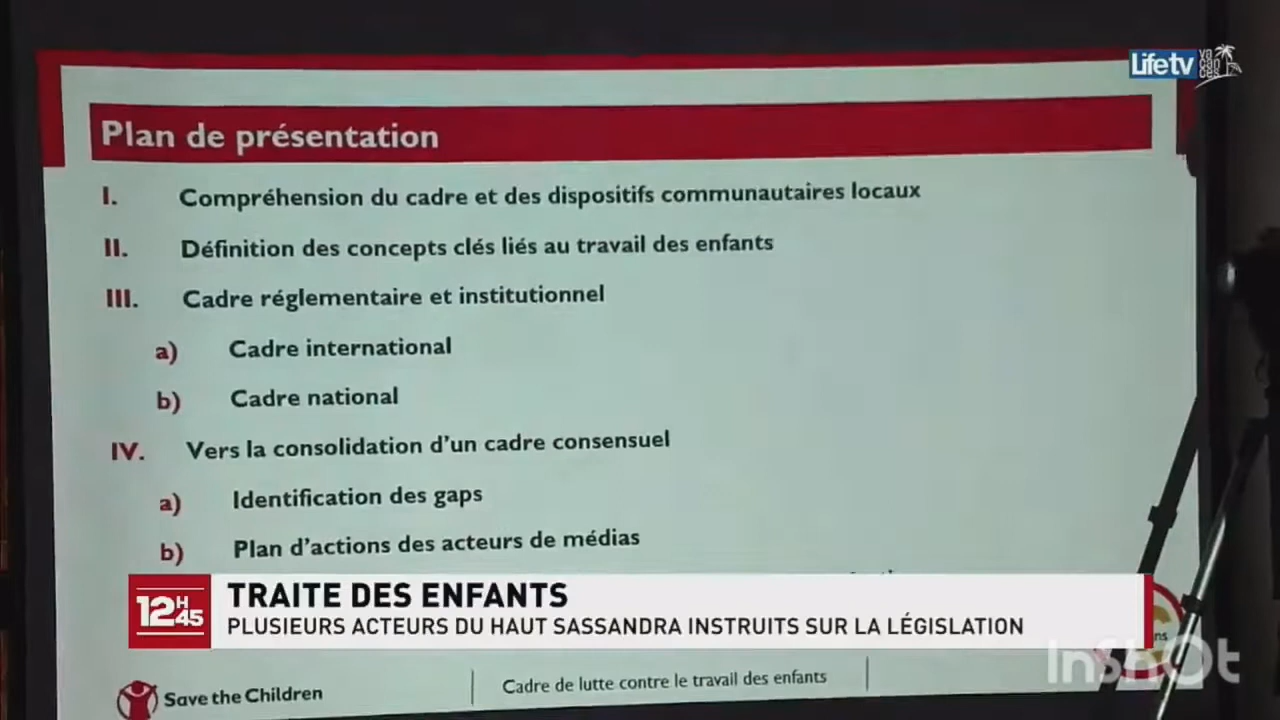 Lifetv
VACANCES
Plan de présentation
I. Compréhension du cadre et des dispositifs communautaires locaux
II. Définition des concepts clés liés au travail des enfants
III. Cadre réglementaire et institutionnel
a) Cadre international
b) Cadre national
IV. Vers la consolidation d'un cadre consensuel
a) Identification des gaps
b) Plan d'actions des acteurs de médias
12H45
TRAITE DES ENFANTS
PLUSIEURS ACTEURS DU HAUT SASSANDRA INSTRUITS SUR LA LÉGISLATION
InShOt
Save the Children
Cadre de lutte contre le travail des enfants